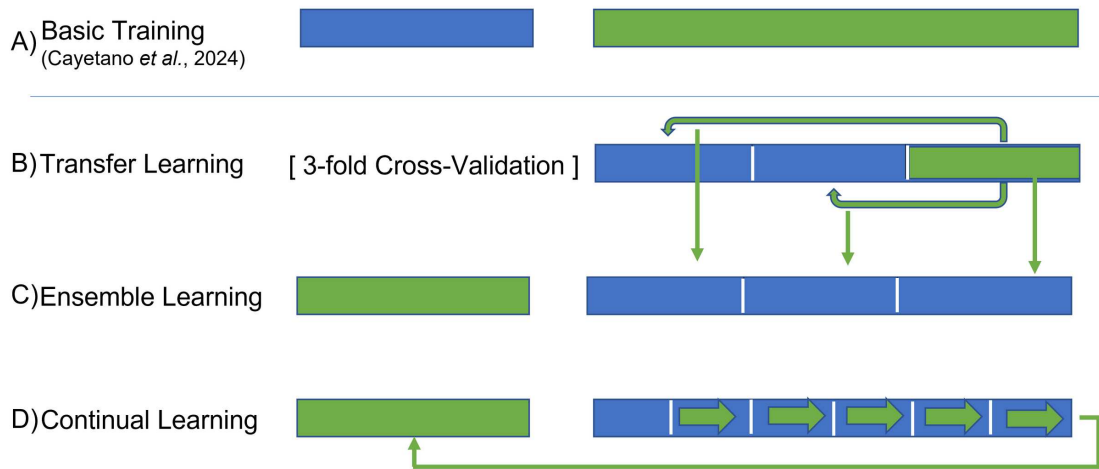 A) Basic Training
(Cayetano et al., 2024)
B) Transfer Learning [ 3-fold Cross-Validation ]
C) Ensemble Learning
D) Continual Learning